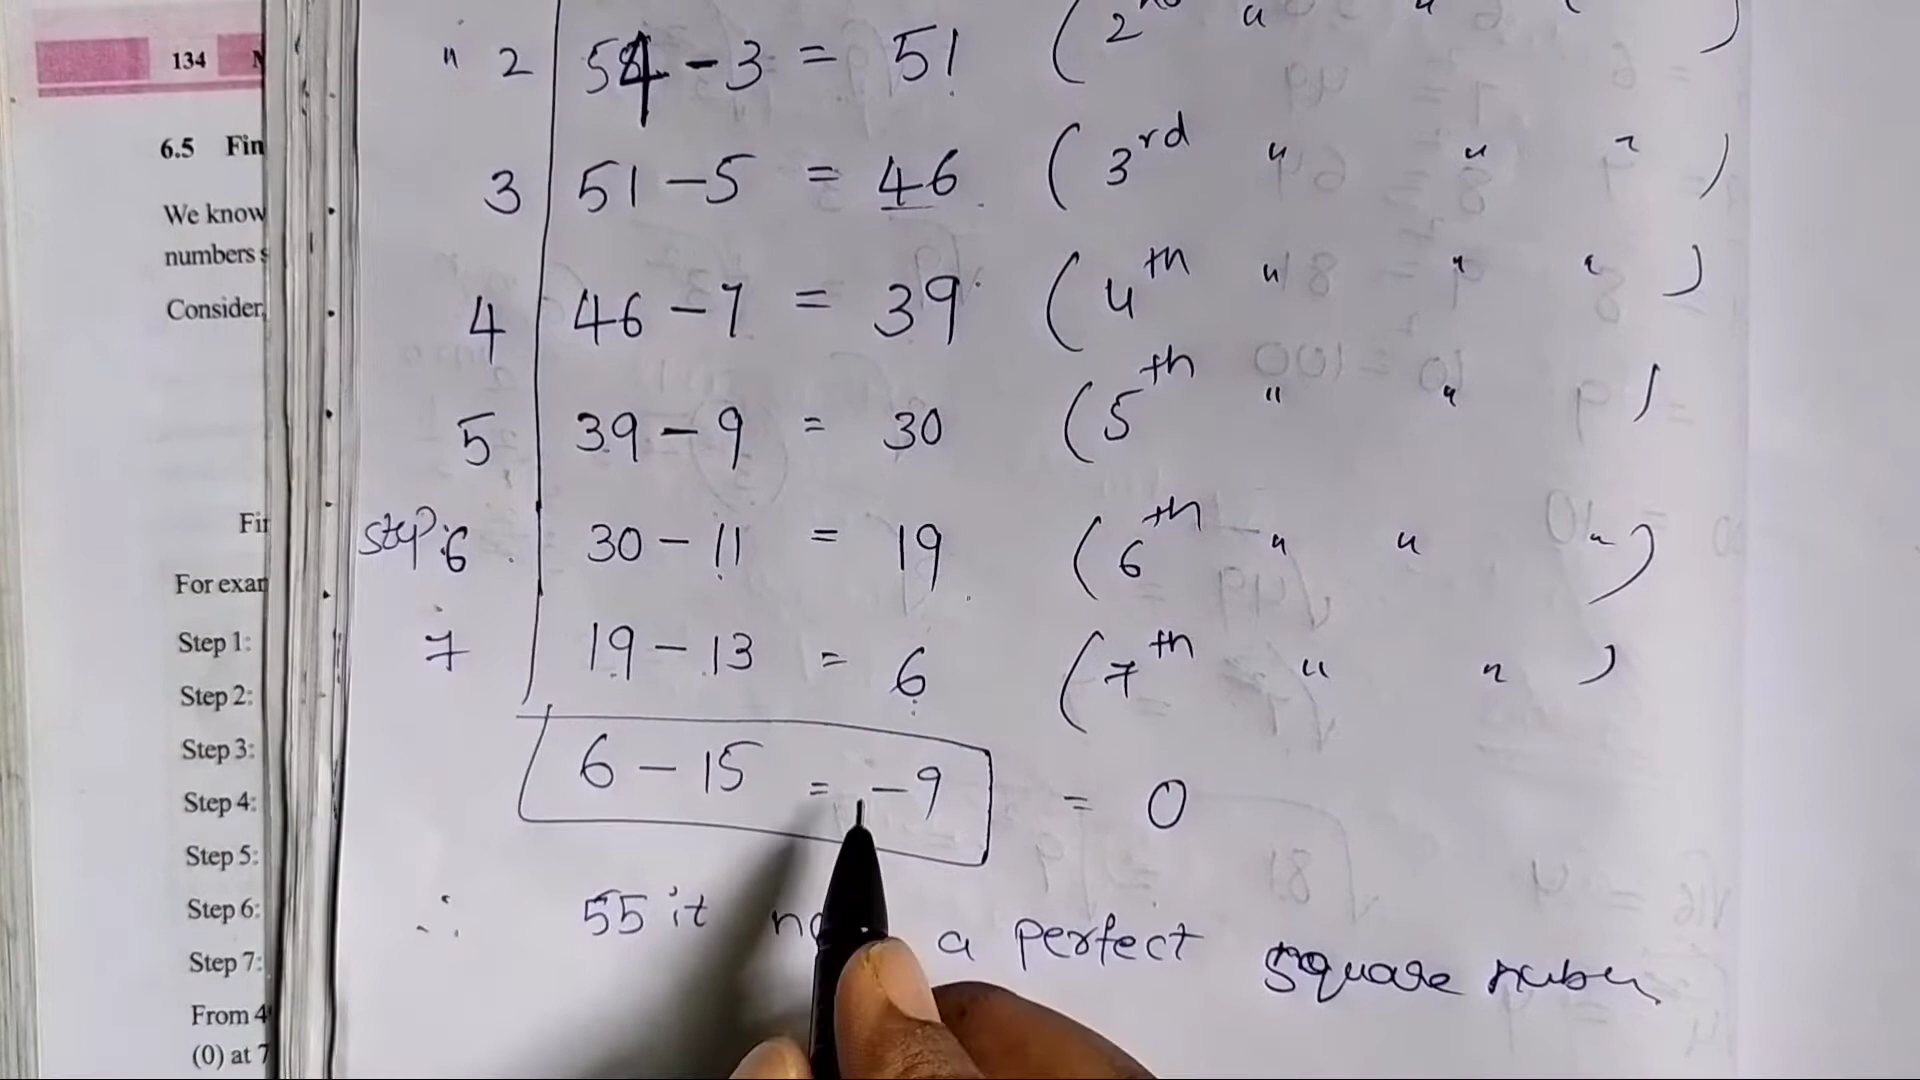 134
6.5 Fin
We know
numbers s
Consider,
Fin
For exam
Step 1:
Step 2:
Step 3:
Step 4:
Step 5:
Step 6:
Step 7:
From 4
(0) at 7
" 2 54 - 3 = 51 (2nd " " )
3 51 - 5 = 46 (3rd " " " )
4 46 - 7 = 39 (4th " " " )
5 39 - 9 = 30 (5th " " )
Step: 6 30 - 11 = 19 (6th " " " )
7 19 - 13 = 6 (7th " " )
6 - 15 = -9 = 0
∴ 55 it a perfect square nuber